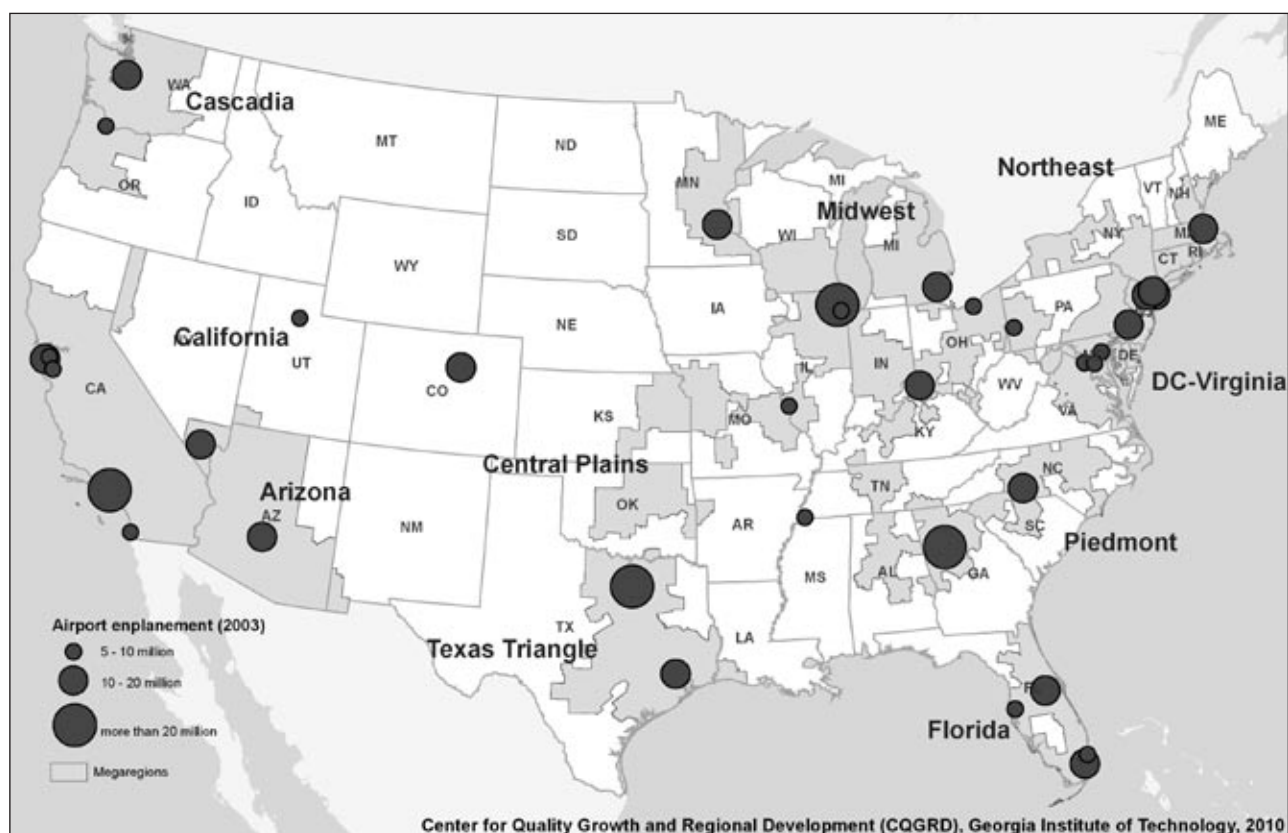 WA
Cascadia
MT
ND
ME
MN
Northeast
VT
NH
OR
ID
MI
Midwest
SD
WI
MI
NY
WY
CT
RI
IA
PA
NE
California
OH
UT
IL
IN
DE
CA
CO
WV
DC-Virginia
KS
MO
VA
KY
Central Plains
NC
Arizona
TN
AZ
OK
NM
AR
SC
Piedmont
MS
AL
GA
Airport enplanement (2003)
5 - 10 million
10 - 20 million
more than 20 million
Megaregions
TX
Texas Triangle
LA
Florida
Center for Quality Growth and Regional Development (CQGRD), Georgia Institute of Technology, 2010